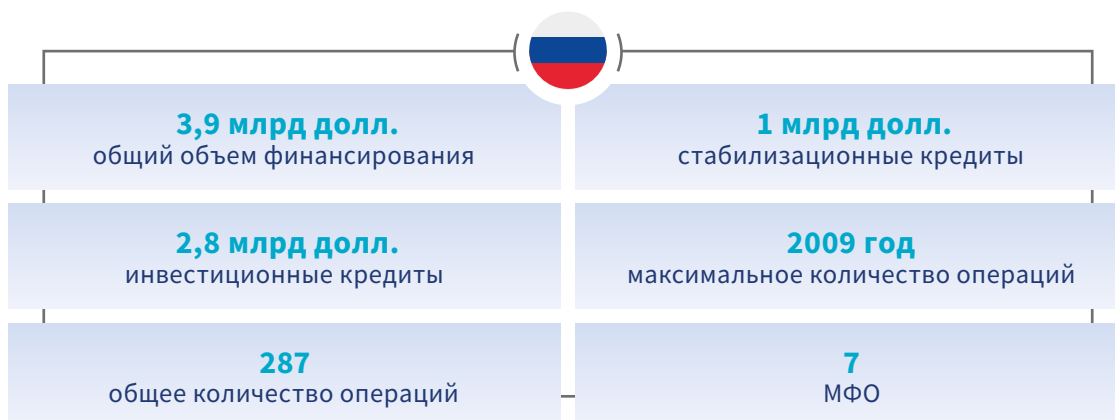 3,9 млрд долл.
общий объем финансирования
1 млрд долл.
стабилизационные кредиты
2,8 млрд долл.
инвестиционные кредиты
2009 год
максимальное количество операций
287
общее количество операций
7
МФО